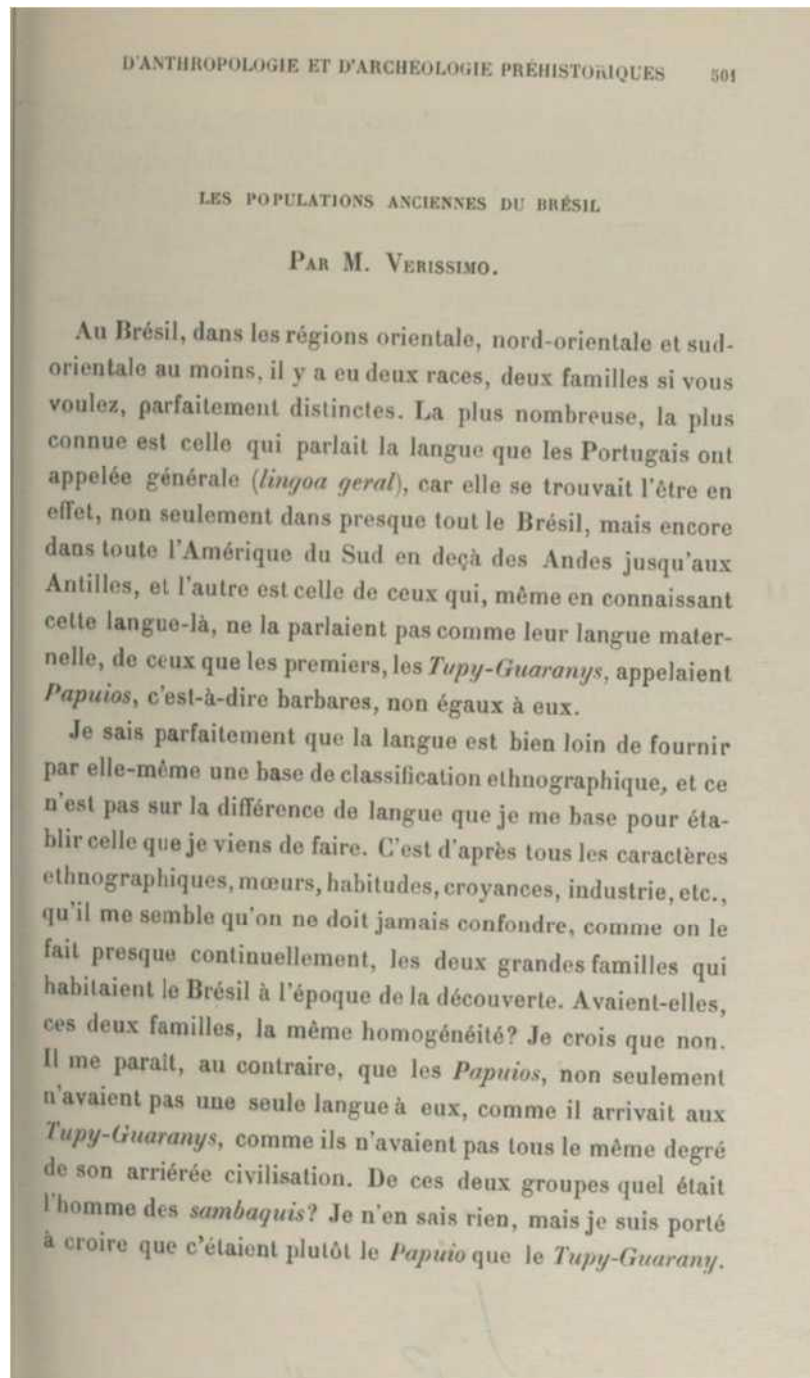 D'ANTHROPOLOGIE ET D'ARCHÉOLOGIE PRÉHISTORIQUES 501
LES POPULATIONS ANCIENNES DU BRÉSIL
PAR M. VERISSIMO.
Au Brésil, dans les régions orientale, nord-orientale et sud-
orientale au moins, il y a eu deux races, deux familles si vous
voulez, parfaitement distinctes. La plus nombreuse, la plus
connue est celle qui parlait la langue que les Portugais ont
appelée générale (lingoa geral), car elle se trouvait l'être en
effet, non seulement dans presque tout le Brésil, mais encore
dans toute l'Amérique du Sud en deçà des Andes jusqu'aux
Antilles, et l'autre est celle de ceux qui, même en connaissant
cette langue-là, ne la parlaient pas comme leur langue mater-
nelle, de ceux que les premiers, les Tupy-Guaranys, appelaient
Papuios, c'est-à-dire barbares, non égaux à eux.
Je sais parfaitement que la langue est bien loin de fournir
par elle-même une base de classification ethnographique, et ce
n'est pas sur la différence de langue que je me base pour éta-
blir celle que je viens de faire. C'est d'après tous les caractères
ethnographiques, mœurs, habitudes, croyances, industrie, etc.,
qu'il me semble qu'on ne doit jamais confondre, comme on le
fait presque continuellement, les deux grandes familles qui
habitaient le Brésil à l'époque de la découverte. Avaient-elles,
ces deux familles, la même homogénéité? Je crois que non.
Il me paraît, au contraire, que les Papuios, non seulement
n'avaient pas une seule langue à eux, comme il arrivait aux
Tupy-Guaranys, comme ils n'avaient pas tous le même degré
de son arriérée civilisation. De ces deux groupes quel était
l'homme des sambaquis? Je n'en sais rien, mais je suis porté
à croire que c'étaient plutôt le Papuio que le Tupy-Guarany.